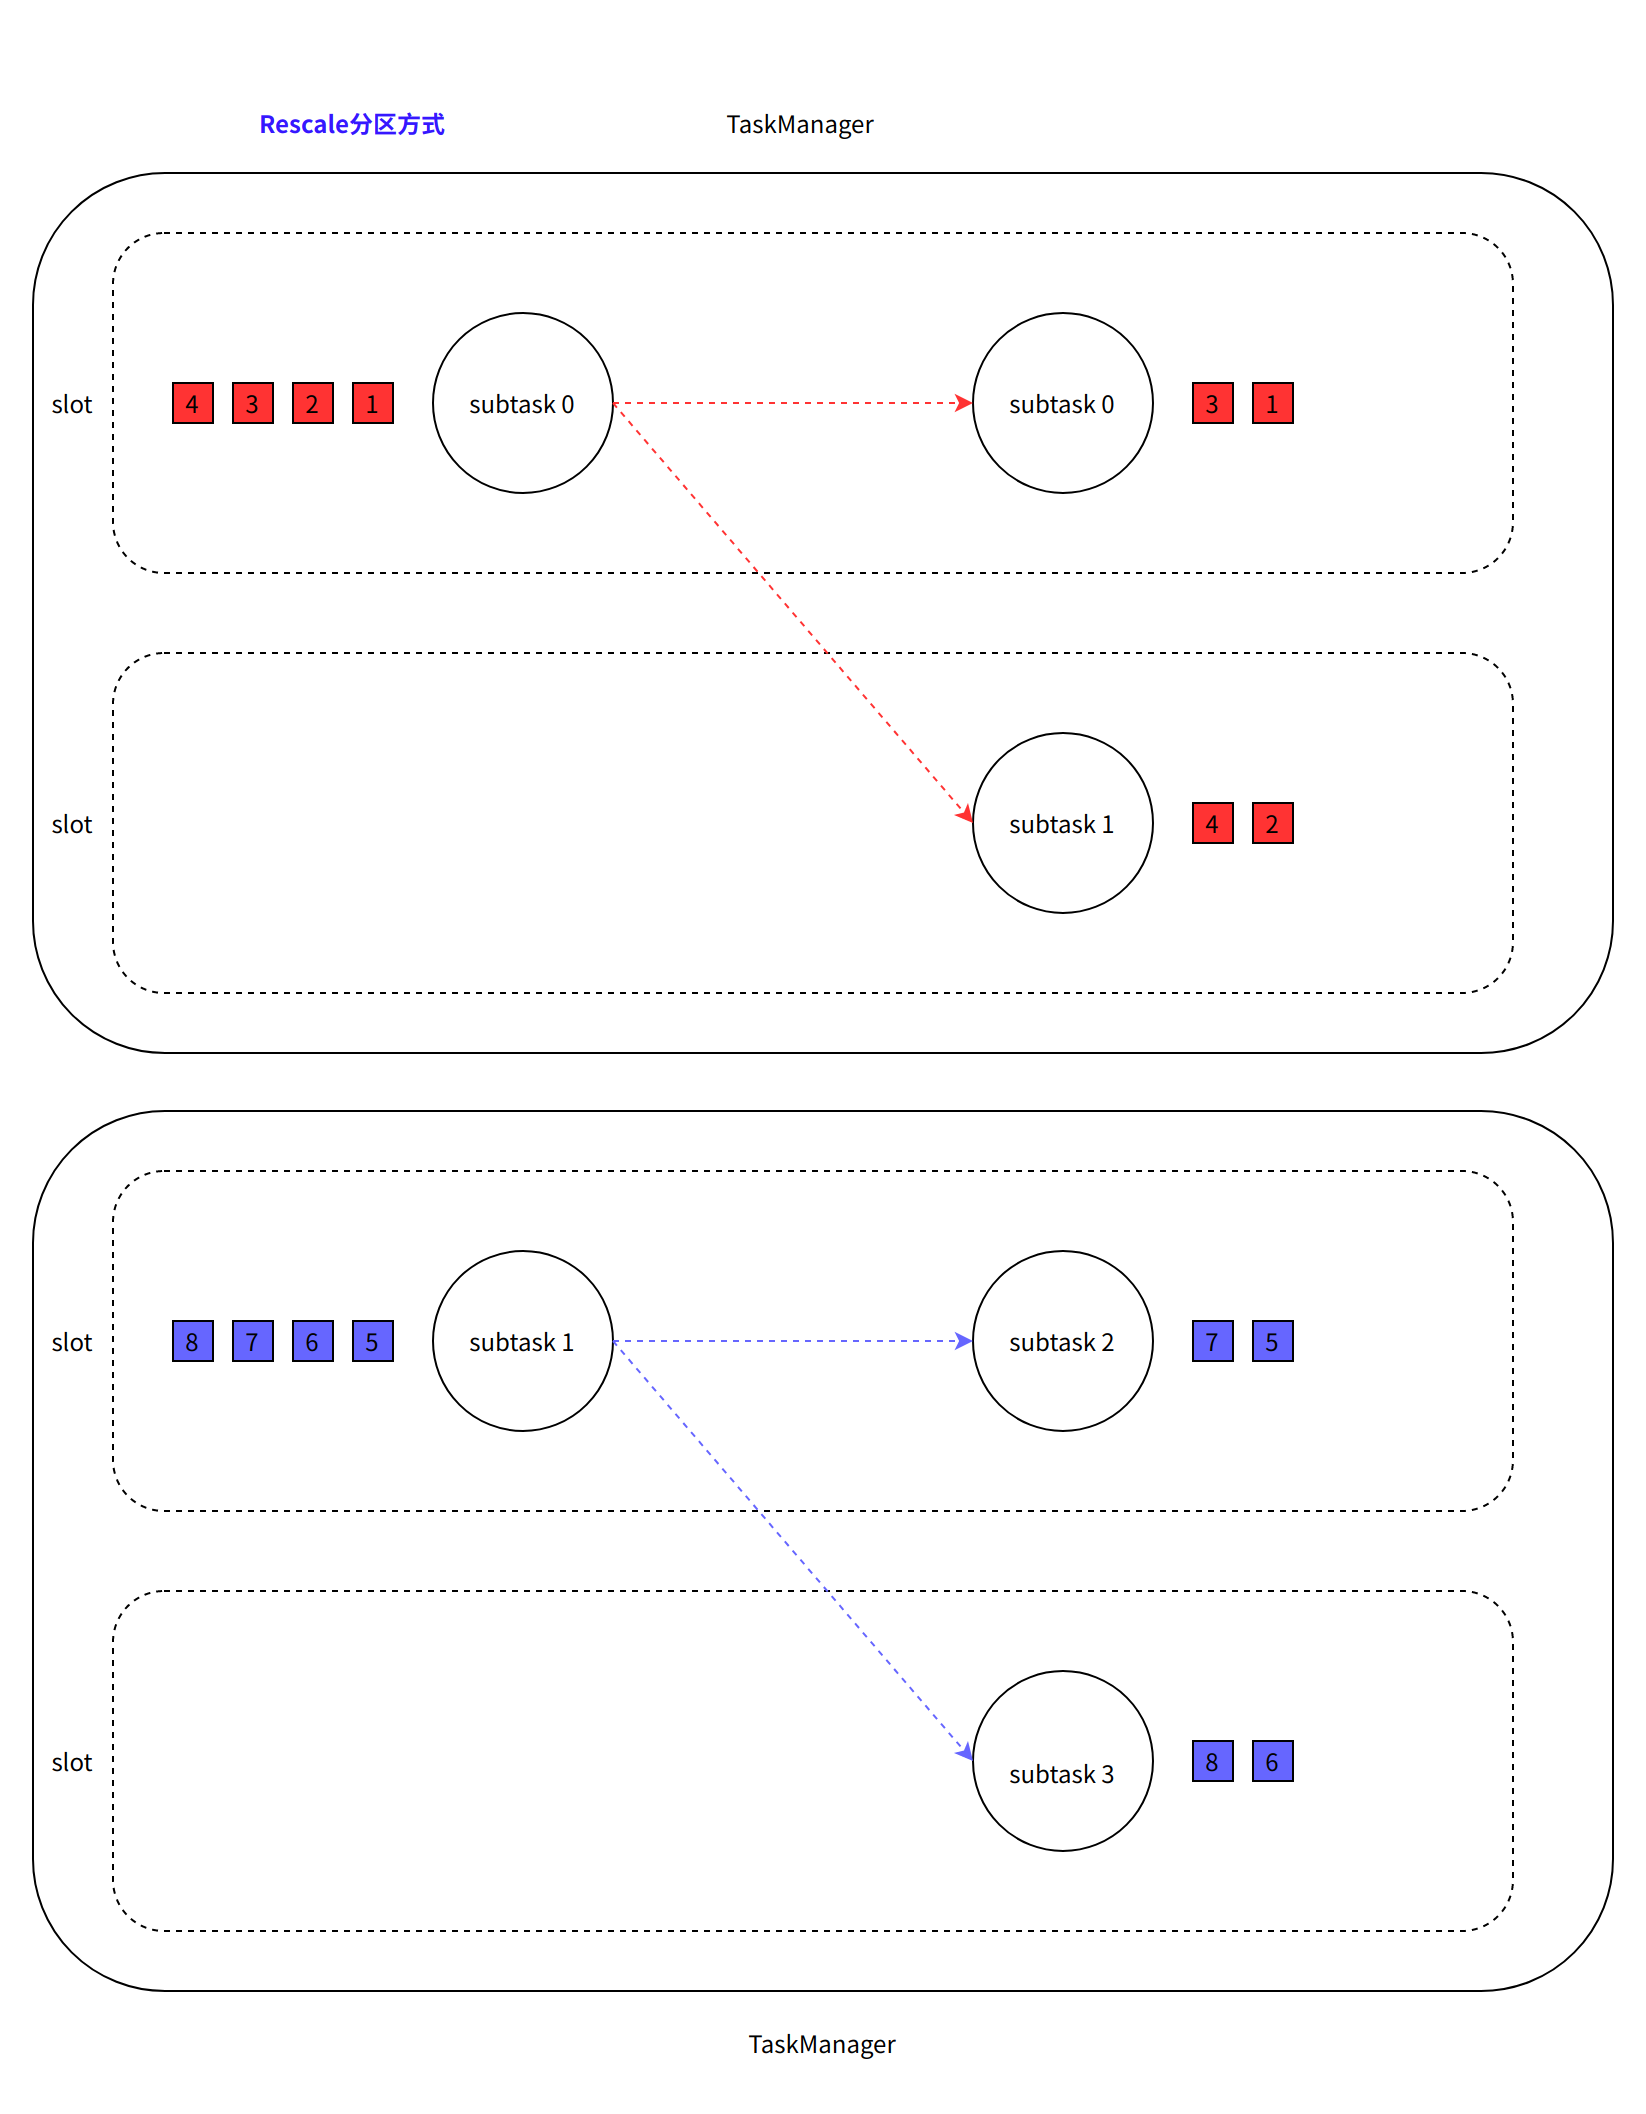 Rescale分区方式 TaskManager
slot 4 3 2 1 subtask 0 subtask 0 3 1
slot subtask 1 4 2
slot 8 7 6 5 subtask 1 subtask 2 7 5
slot subtask 3 8 6
TaskManager